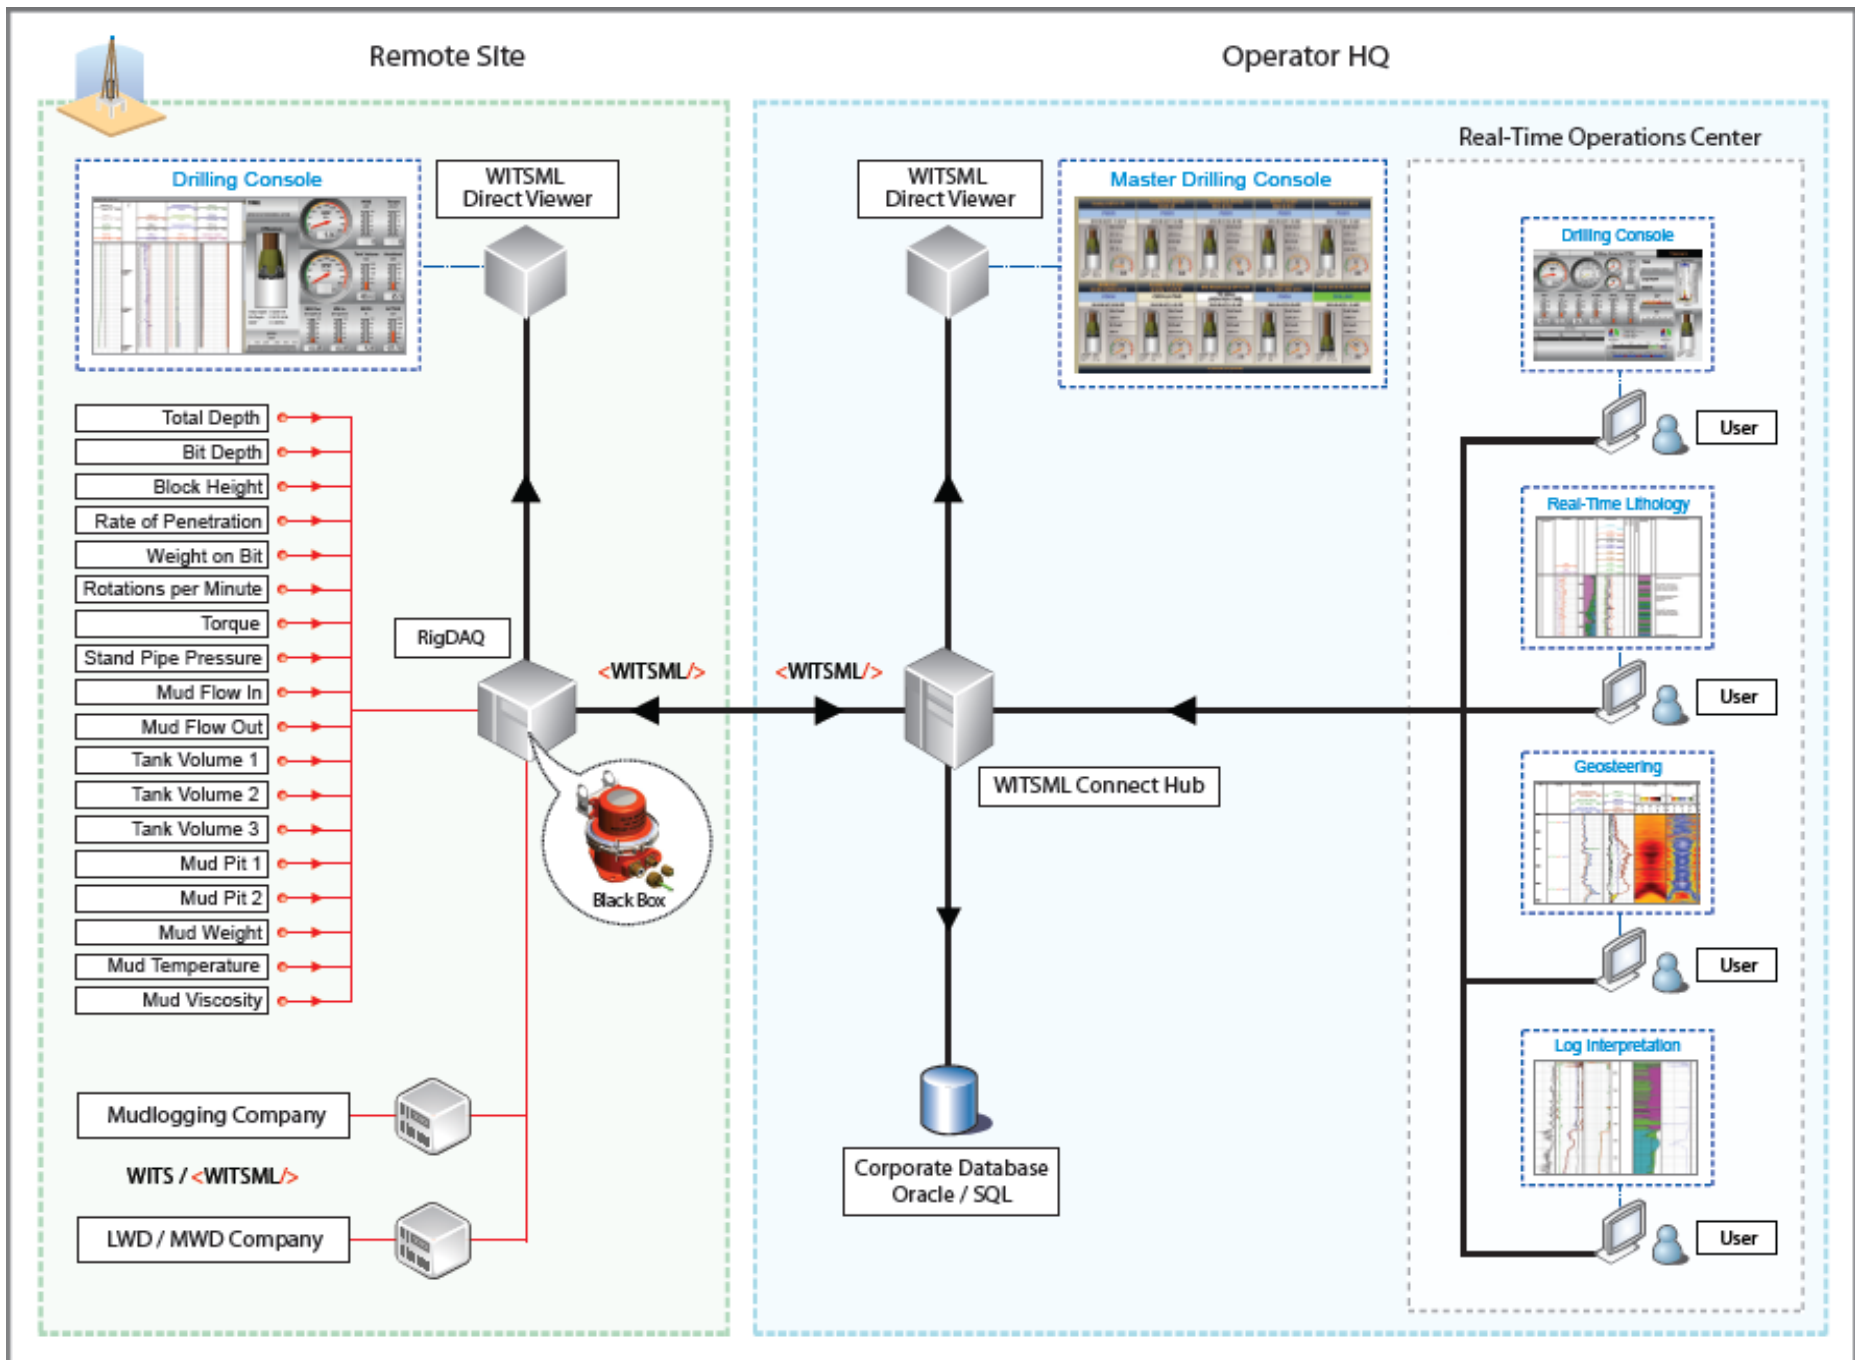 Remote Site
Operator HQ
Drilling Console
WITSML
Direct Viewer
Total Depth
Bit Depth
Block Height
Rate of Penetration
Weight on Bit
Rotations per Minute
Torque
Stand Pipe Pressure
Mud Flow In
Mud Flow Out
Tank Volume 1
Tank Volume 2
Tank Volume 3
Mud Pit 1
Mud Pit 2
Mud Weight
Mud Temperature
Mud Viscosity
RigDAQ
<WITSML/>
Black Box
Mudlogging Company
WITS / <WITSML/>
LWD / MWD Company
WITSML
Direct Viewer
Master Drilling Console
<WITSML/>
WITSML Connect Hub
Corporate Database
Oracle / SQL
Real-Time Operations Center
Drilling Console
User
Real-Time Lithology
User
Geosteering
User
Log Interpretation
User